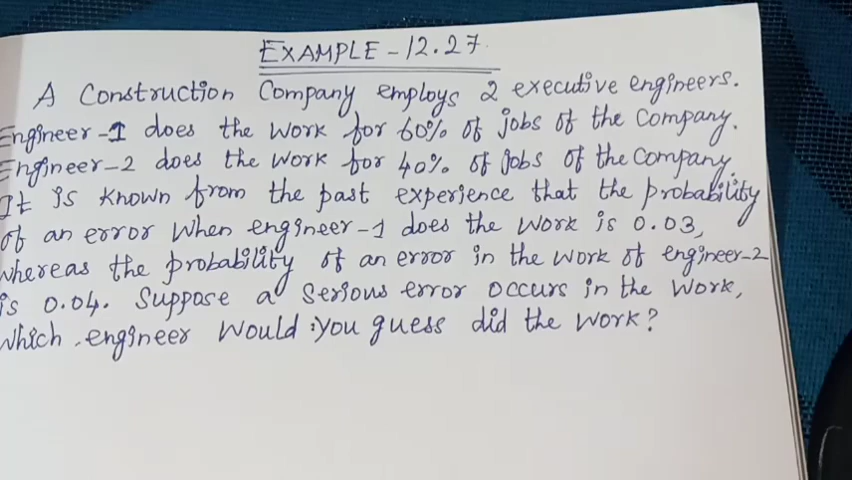 EXAMPLE - 12.27.
A Construction Company employs 2 executive engineers.
Engineer-1 does the work for 60% of jobs of the Company.
Engineer-2 does the work for 40% of jobs of the Company.
It is known from the past experience that the probability
of an error when engineer-1 does the work is 0.03,
whereas the probability of an error in the work of engineer-2
is 0.04. Suppose a serious error occurs in the work,
which engineer would you guess did the work?